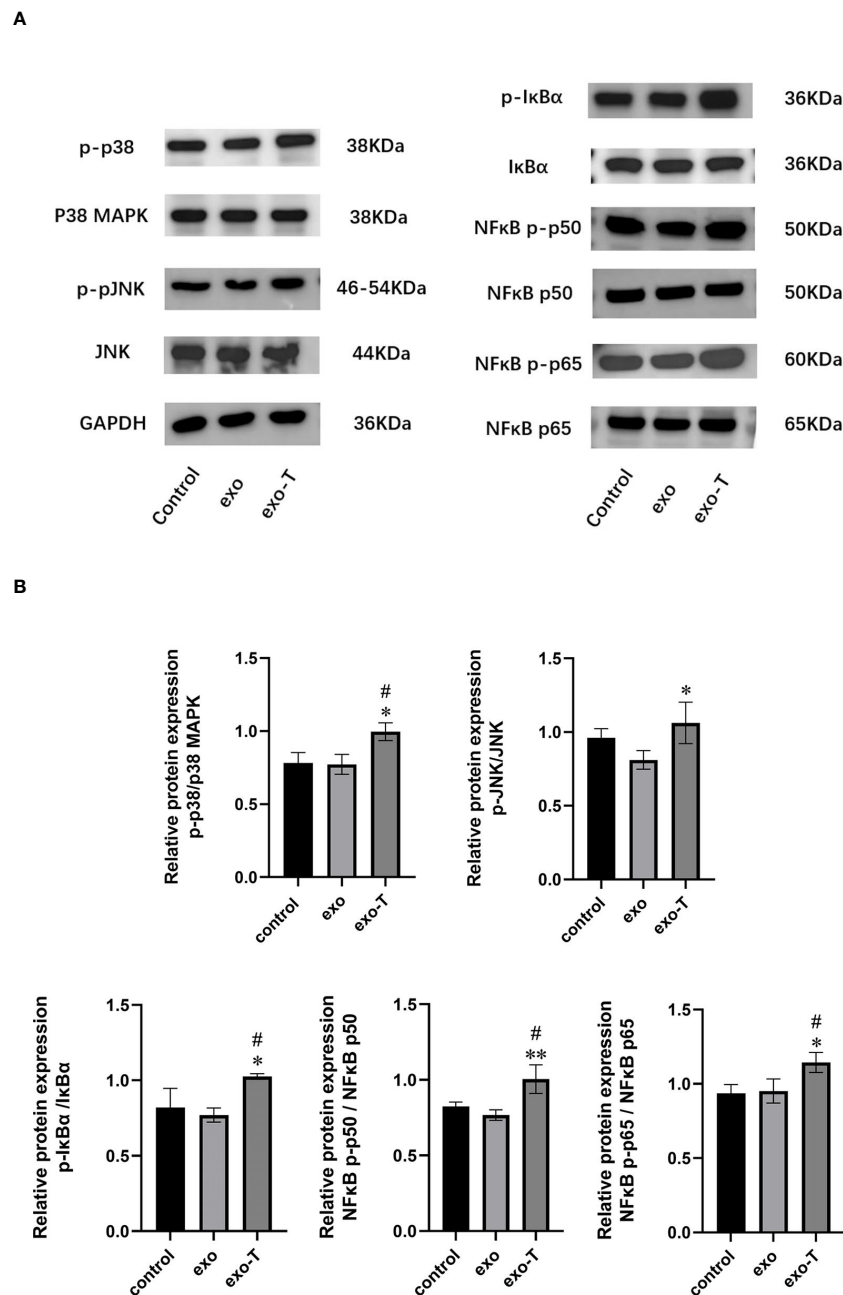 A
p-p38
38KDa
P38 MAPK
38KDa
p-pJNK
46-54KDa
JNK
44KDa
GAPDH
36KDa
Control
exo
exo-T
p-IκBα
36KDa
IκBα
36KDa
NFκB p-p50
50KDa
NFκB p50
50KDa
NFκB p-p65
60KDa
NFκB p65
65KDa
Control
exo
exo-T
B
Relative protein expression
p-p38/p38 MAPK
1.5
1.0
0.5
0.0
#
*
control
exo
exo-T
Relative protein expression
p-JNK/JNK
1.5
1.0
0.5
0.0
*
control
exo
exo-T
Relative protein expression
p-IκBα /IκBα
1.5
1.0
0.5
0.0
#
*
control
exo
exo-T
Relative protein expression
NFκB p-p50 / NFκB p50
1.5
1.0
0.5
0.0
#
**
control
exo
exo-T
Relative protein expression
NFκB p-p65 / NFκB p65
1.5
1.0
0.5
0.0
#
*
control
exo
exo-T